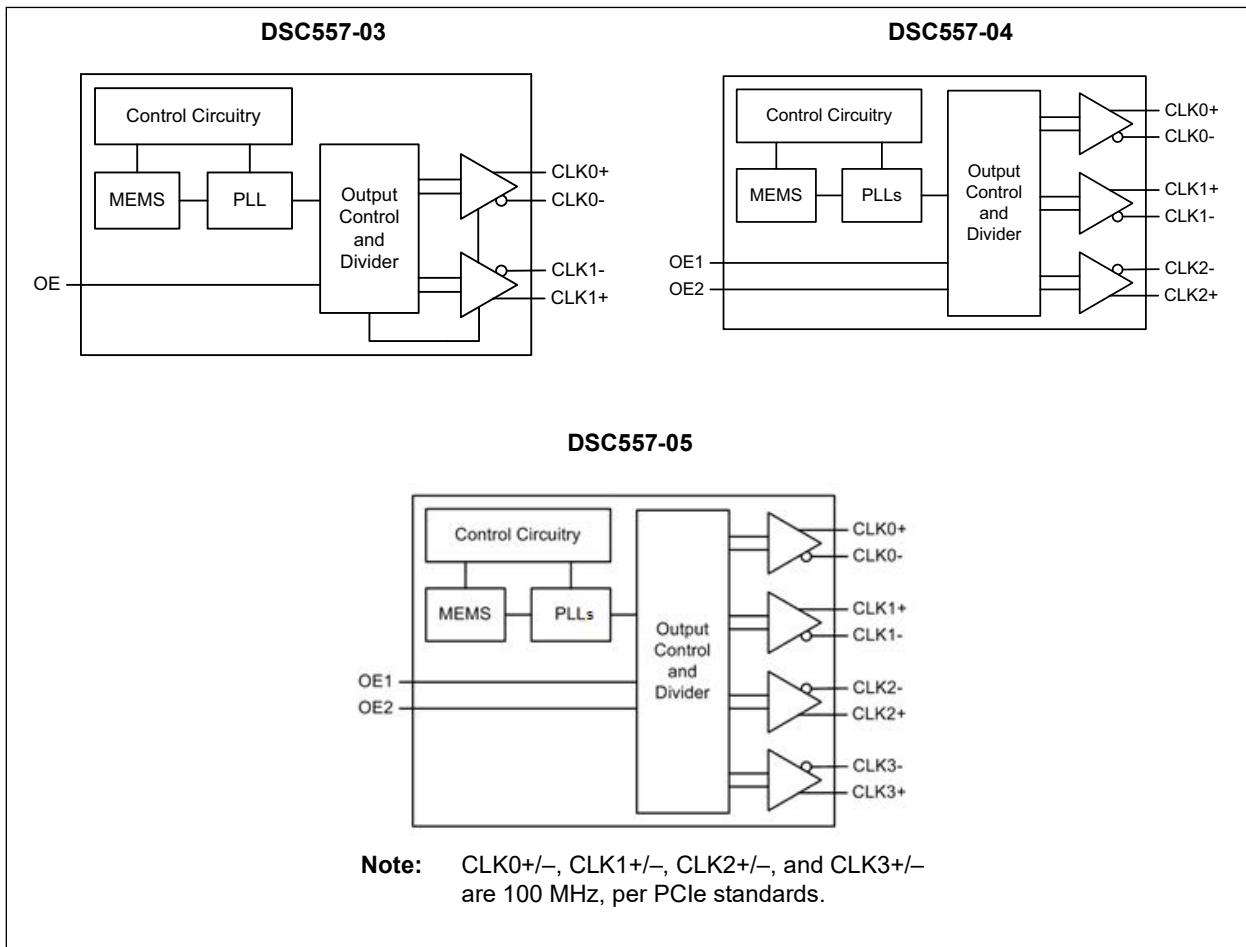 DSC557-03
Control Circuitry
MEMS
PLL
Output
Control
and
Divider
OE
CLK0+
CLK0-
CLK1-
CLK1+
DSC557-04
Control Circuitry
MEMS
PLLs
Output
Control
and
Divider
OE1
OE2
CLK0+
CLK0-
CLK1+
CLK1-
CLK2-
CLK2+
DSC557-05
Control Circuitry
MEMS
PLLs
Output
Control
and
Divider
OE1
OE2
CLK0+
CLK0-
CLK1+
CLK1-
CLK2-
CLK2+
CLK3-
CLK3+
Note: CLK0+/–, CLK1+/–, CLK2+/–, and CLK3+/–
are 100 MHz, per PCIe standards.